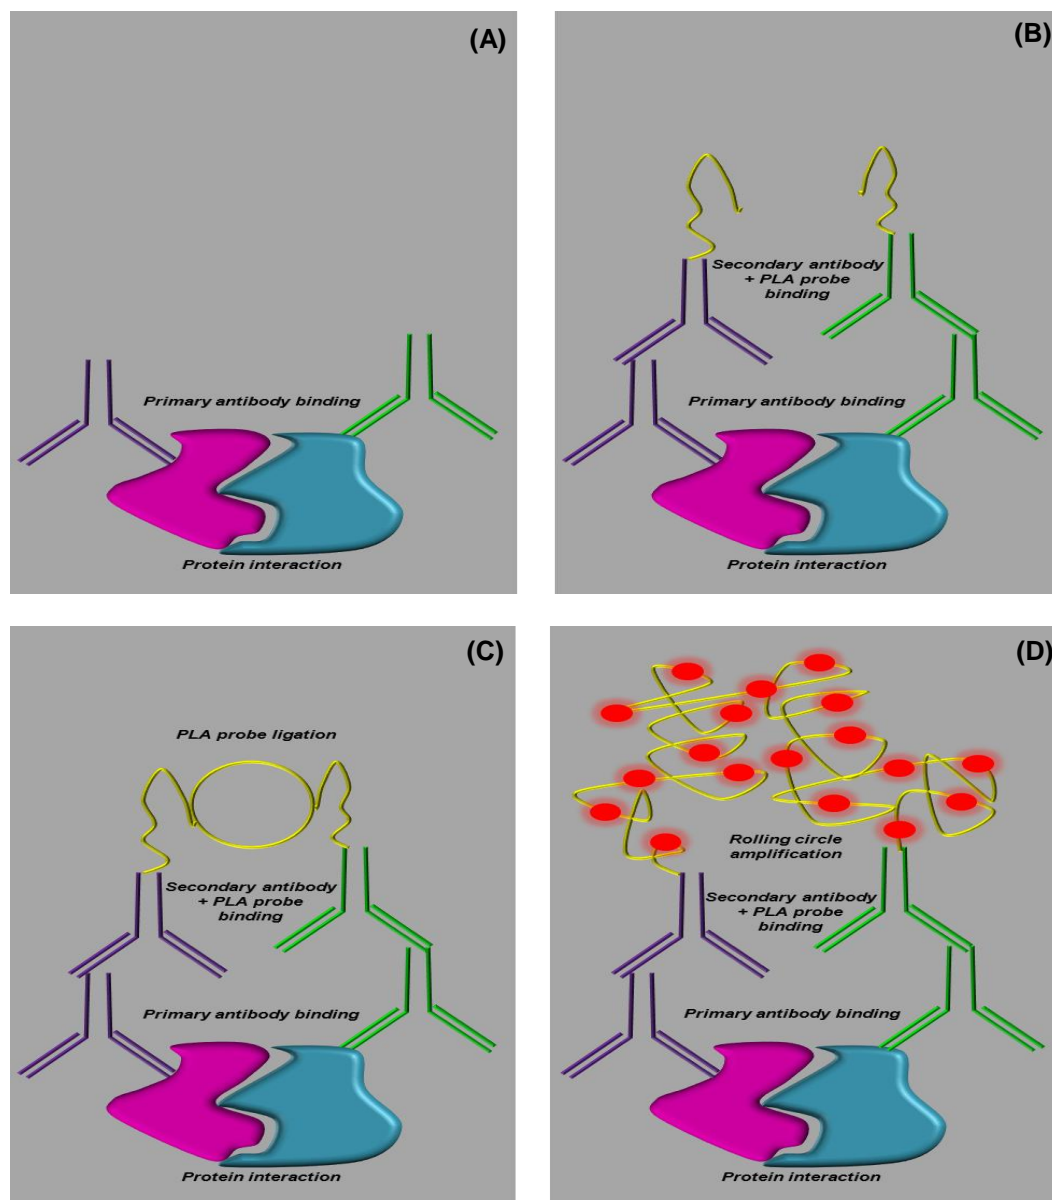 (A)
Primary antibody binding
Protein interaction
(B)
Secondary antibody
+ PLA probe
binding
Primary antibody binding
Protein interaction
(C)
PLA probe ligation
Secondary antibody
+ PLA probe
binding
Primary antibody binding
Protein interaction
(D)
Rolling circle
amplification
Secondary antibody
+ PLA probe
binding
Primary antibody binding
Protein interaction